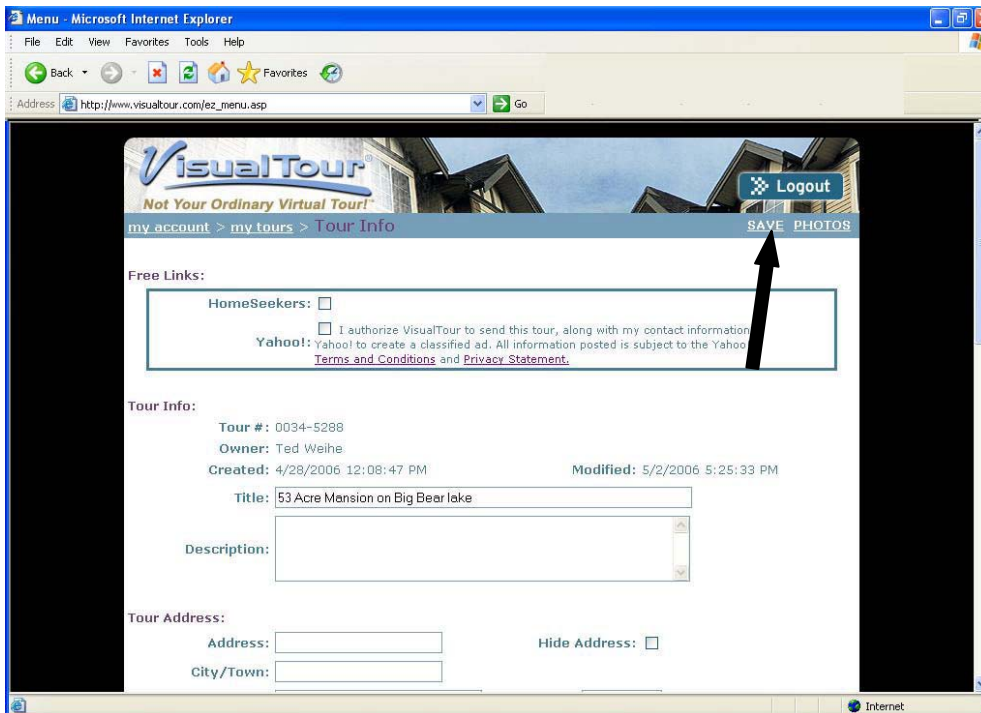 Menu - Microsoft Internet Explorer
File Edit View Favorites Tools Help
Back Favorites
Address http://www.visualtour.com/ez_menu.asp Go
VisualTour®
Not Your Ordinary Virtual Tour!
Logout
my account > my tours > Tour Info SAVE PHOTOS
Free Links:
HomeSeekers:
Yahoo!: I authorize VisualTour to send this tour, along with my contact information
Yahoo! to create a classified ad. All information posted is subject to the Yahoo
Terms and Conditions and Privacy Statement.
Tour Info:
Tour #: 0034-5288
Owner: Ted Weihe
Created: 4/28/2006 12:08:47 PM Modified: 5/2/2006 5:25:33 PM
Title: 53 Acre Mansion on Big Bear lake
Description:
Tour Address:
Address: Hide Address:
City/Town:
Internet